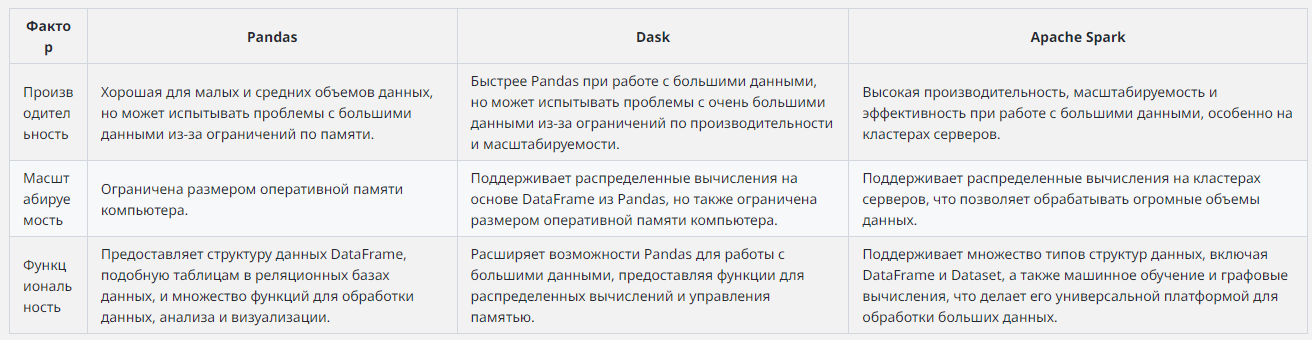 Факто
р
Pandas
Dask
Apache Spark
Произв
одител
ьность
Хорошая для малых и средних объемов данных,
но может испытывать проблемы с большими
данными из-за ограничений по памяти.
Быстрее Pandas при работе с большими данными,
но может испытывать проблемы с очень большими
данными из-за ограничений по производительности
и масштабируемости.
Высокая производительность, масштабируемость и
эффективность при работе с большими данными, особенно на
кластерах серверов.
Масшт
абируе
мость
Ограничена размером оперативной памяти
компьютера.
Поддерживает распределенные вычисления на
основе DataFrame из Pandas, но также ограничена
размером оперативной памяти компьютера.
Поддерживает распределенные вычисления на кластерах
серверов, что позволяет обрабатывать огромные объемы
данных.
Функц
иональ
ность
Предоставляет структуру данных DataFrame,
подобную таблицам в реляционных базах
данных, и множество функций для обработки
данных, анализа и визуализации.
Расширяет возможности Pandas для работы с
большими данными, предоставляя функции для
распределенных вычислений и управления
памятью.
Поддерживает множество типов структур данных, включая
DataFrame и Dataset, а также машинное обучение и графовые
вычисления, что делает его универсальной платформой для
обработки больших данных.